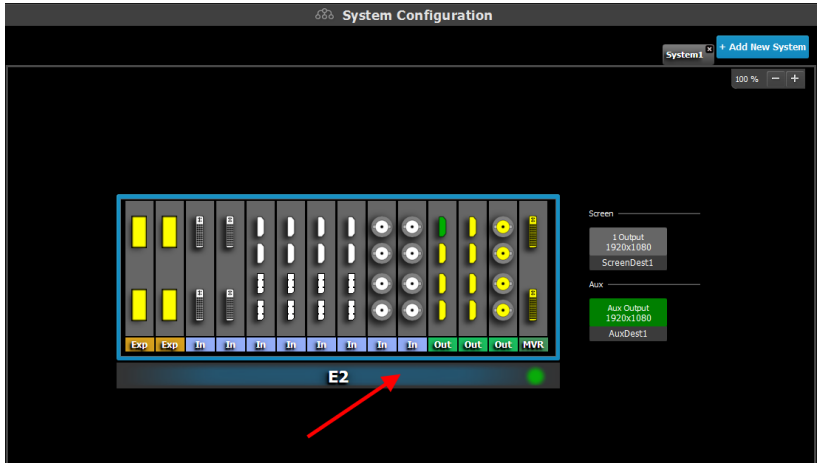 System Configuration
System1 x + Add New System
100 % − +
Screen
1 Output
1920x1080
ScreenDest1
Aux
Aux Output
1920x1080
AuxDest1
Exp Exp In In In In In In In In Out Out Out MVR
E2